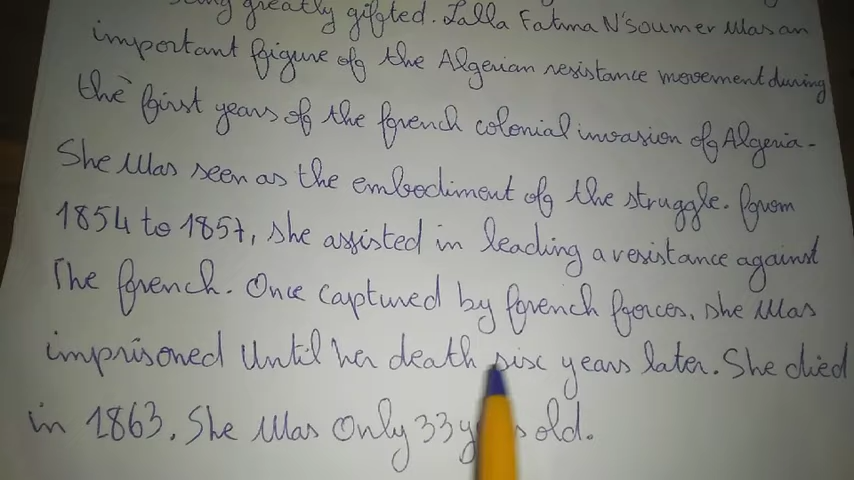 being greatly gifted. Lalla Fatma N'soumer was an
important figure of the Algerian resistance movement during
the first years of the french colonial invasion of Algeria.
She was seen as the embodiment of the struggle. from
1854 to 1857, she assisted in leading a resistance against
The french. Once captured by french forces, she was
imprisoned until her death six years later. She died
in 1863. She was only 33 years old.